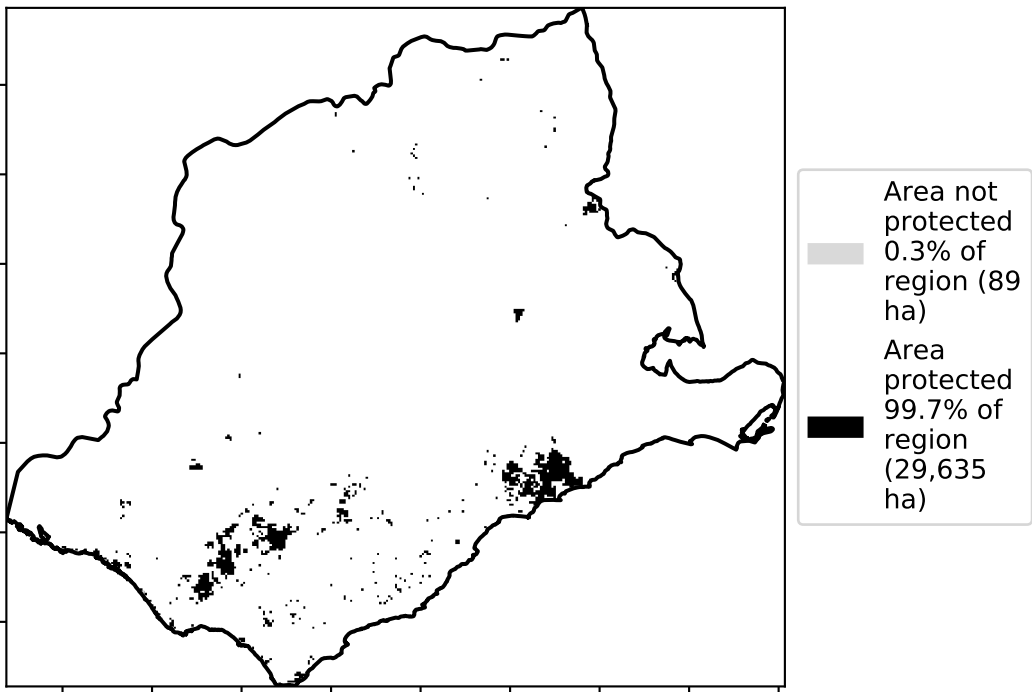 Area not
protected
0.3% of
region (89
ha)
Area
protected
99.7% of
region
(29,635
ha)